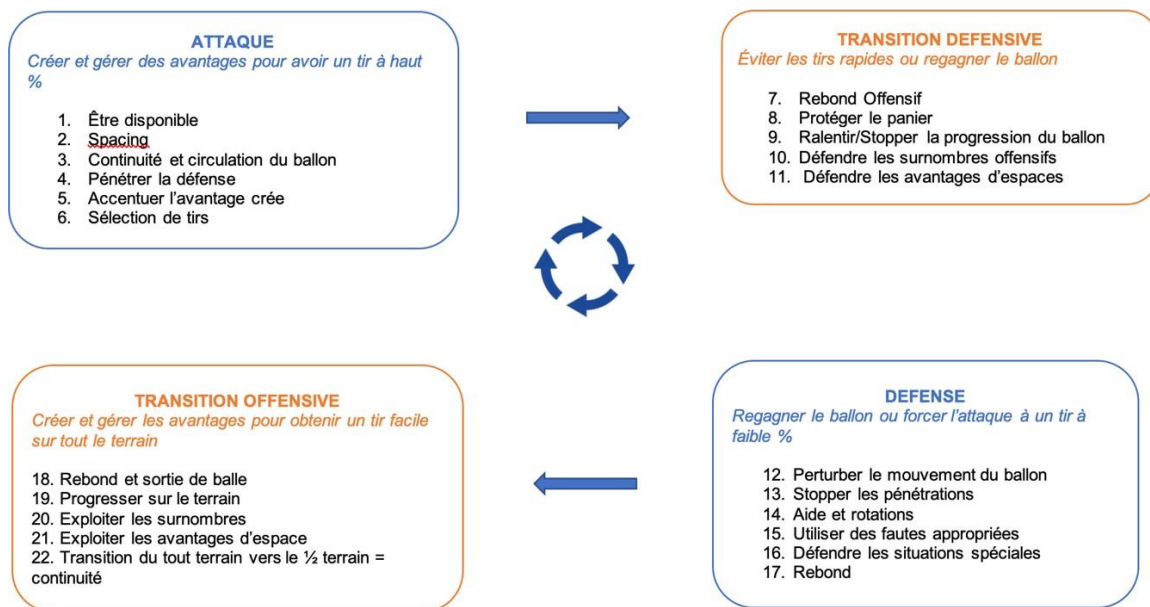 ATTAQUE
Créer et gérer des avantages pour avoir un tir à haut
%
1. Être disponible
2. Spacing
3. Continuité et circulation du ballon
4. Pénétrer la défense
5. Accentuer l'avantage crée
6. Sélection de tirs
TRANSITION DEFENSIVE
Éviter les tirs rapides ou regagner le ballon
7. Rebond Offensif
8. Protéger le panier
9. Ralentir/Stopper la progression du ballon
10. Défendre les surnombres offensifs
11. Défendre les avantages d'espaces
TRANSITION OFFENSIVE
Créer et gérer les avantages pour obtenir un tir facile
sur tout le terrain
18. Rebond et sortie de balle
19. Progresser sur le terrain
20. Exploiter les surnombres
21. Exploiter les avantages d'espace
22. Transition du tout terrain vers le ½ terrain =
continuité
DEFENSE
Regagner le ballon ou forcer l'attaque à un tir à
faible %
12. Perturber le mouvement du ballon
13. Stopper les pénétrations
14. Aide et rotations
15. Utiliser des fautes appropriées
16. Défendre les situations spéciales
17. Rebond